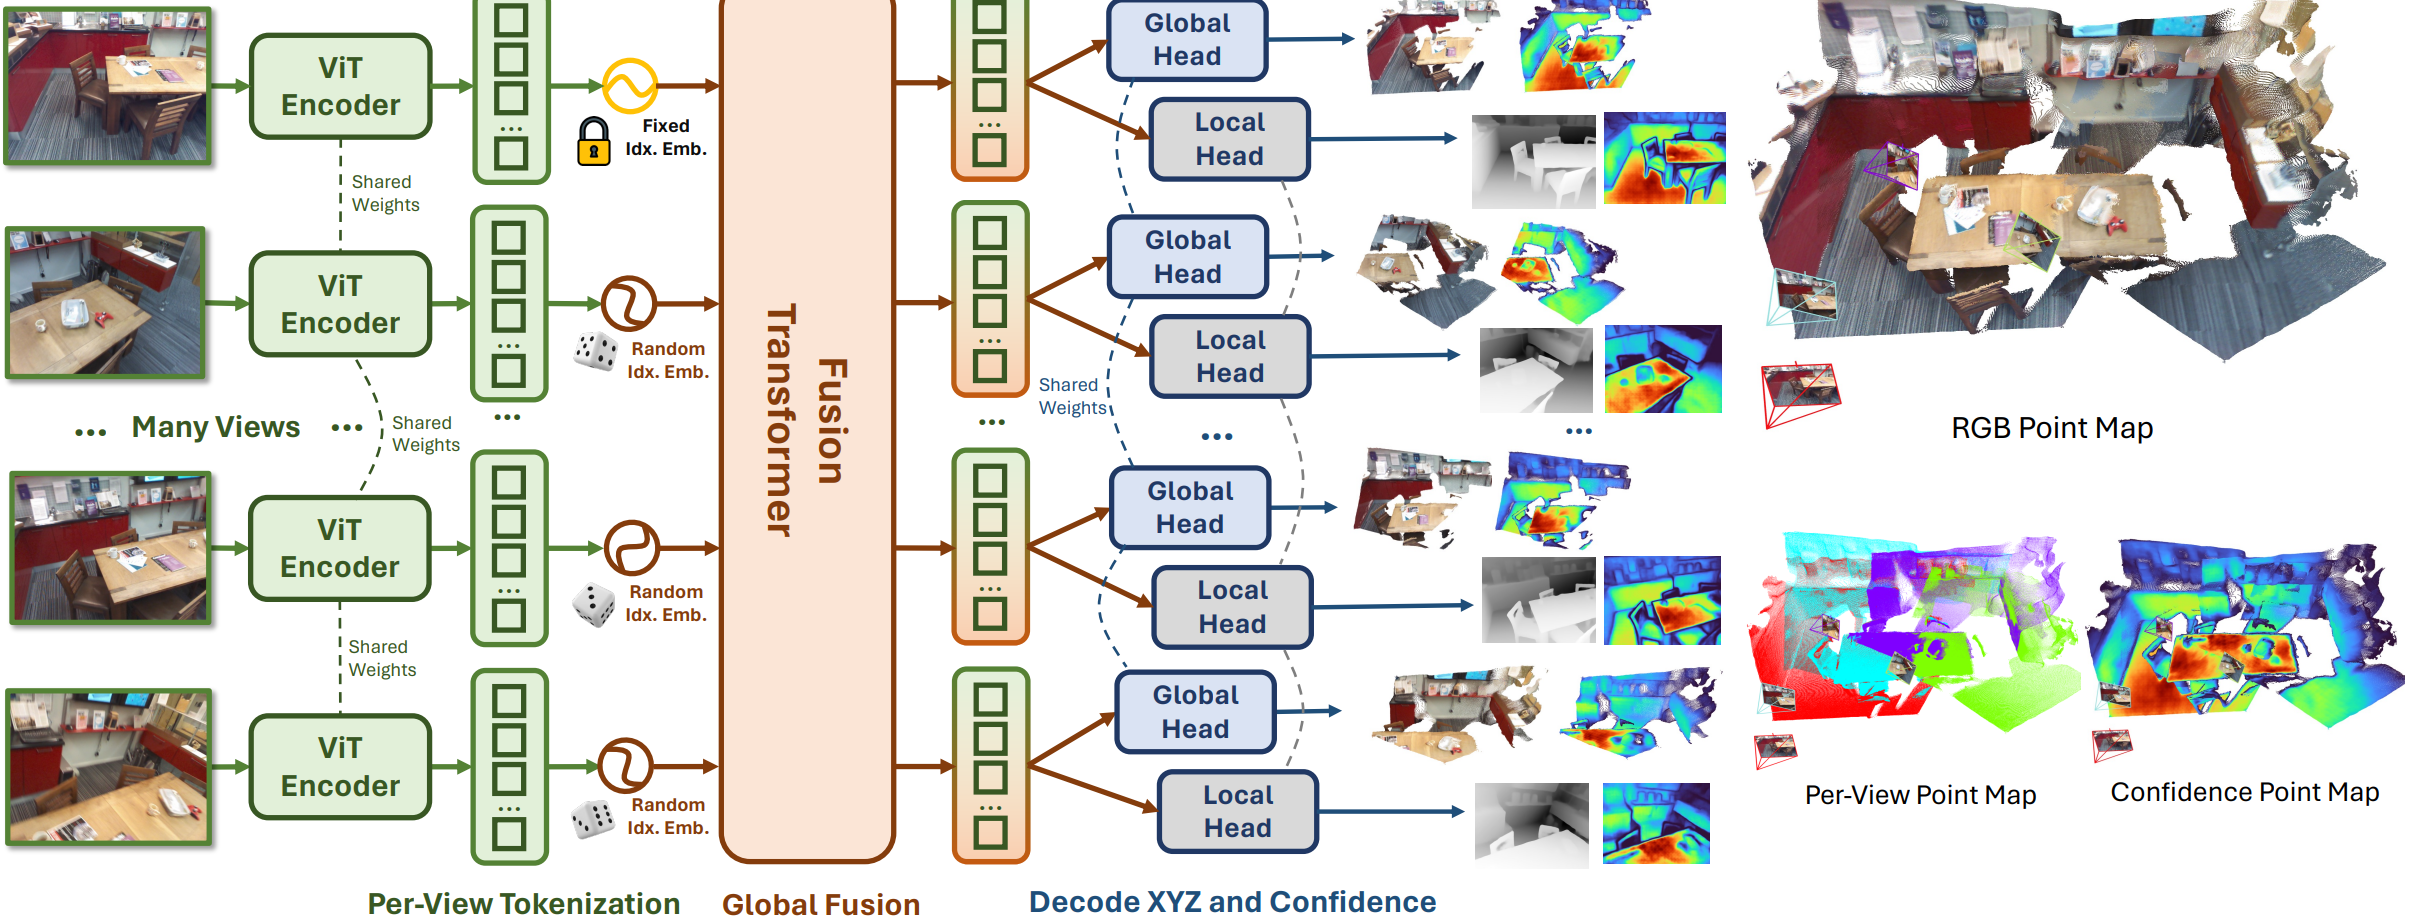 ViT
Encoder
Fixed
Idx. Emb.
Global
Head
Local
Head
Shared
Weights
ViT
Encoder
Random
Idx. Emb.
Global
Head
Local
Head
Shared
Weights
... Many Views ...
Shared
Weights
...
Fusion
Transformer
...
...
...
RGB Point Map
ViT
Encoder
Random
Idx. Emb.
Global
Head
Local
Head
Shared
Weights
ViT
Encoder
Random
Idx. Emb.
Global
Head
Local
Head
Per-View Point Map
Confidence Point Map
Per-View Tokenization
Global Fusion
Decode XYZ and Confidence